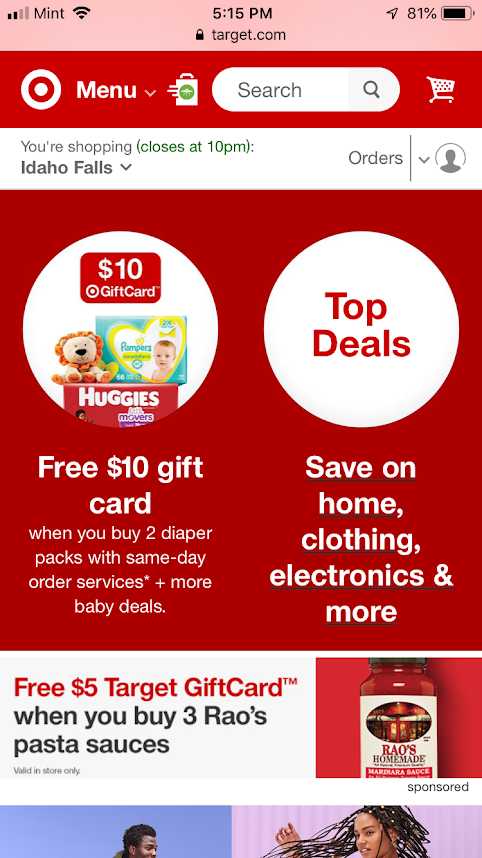 Mint
5:15 PM
81%
target.com
Menu
Search
You're shopping (closes at 10pm):
Idaho Falls
Orders
$10
GiftCard™
Pampers
HUGGIES
movers
Top
Deals
Free $10 gift
card
when you buy 2 diaper
packs with same-day
order services* + more
baby deals.
Save on
home,
clothing,
electronics &
more
Free $5 Target GiftCard™
when you buy 3 Rao's
pasta sauces
Valid in store only.
RAO'S
HOMEMADE
MARINARA SAUCE
sponsored